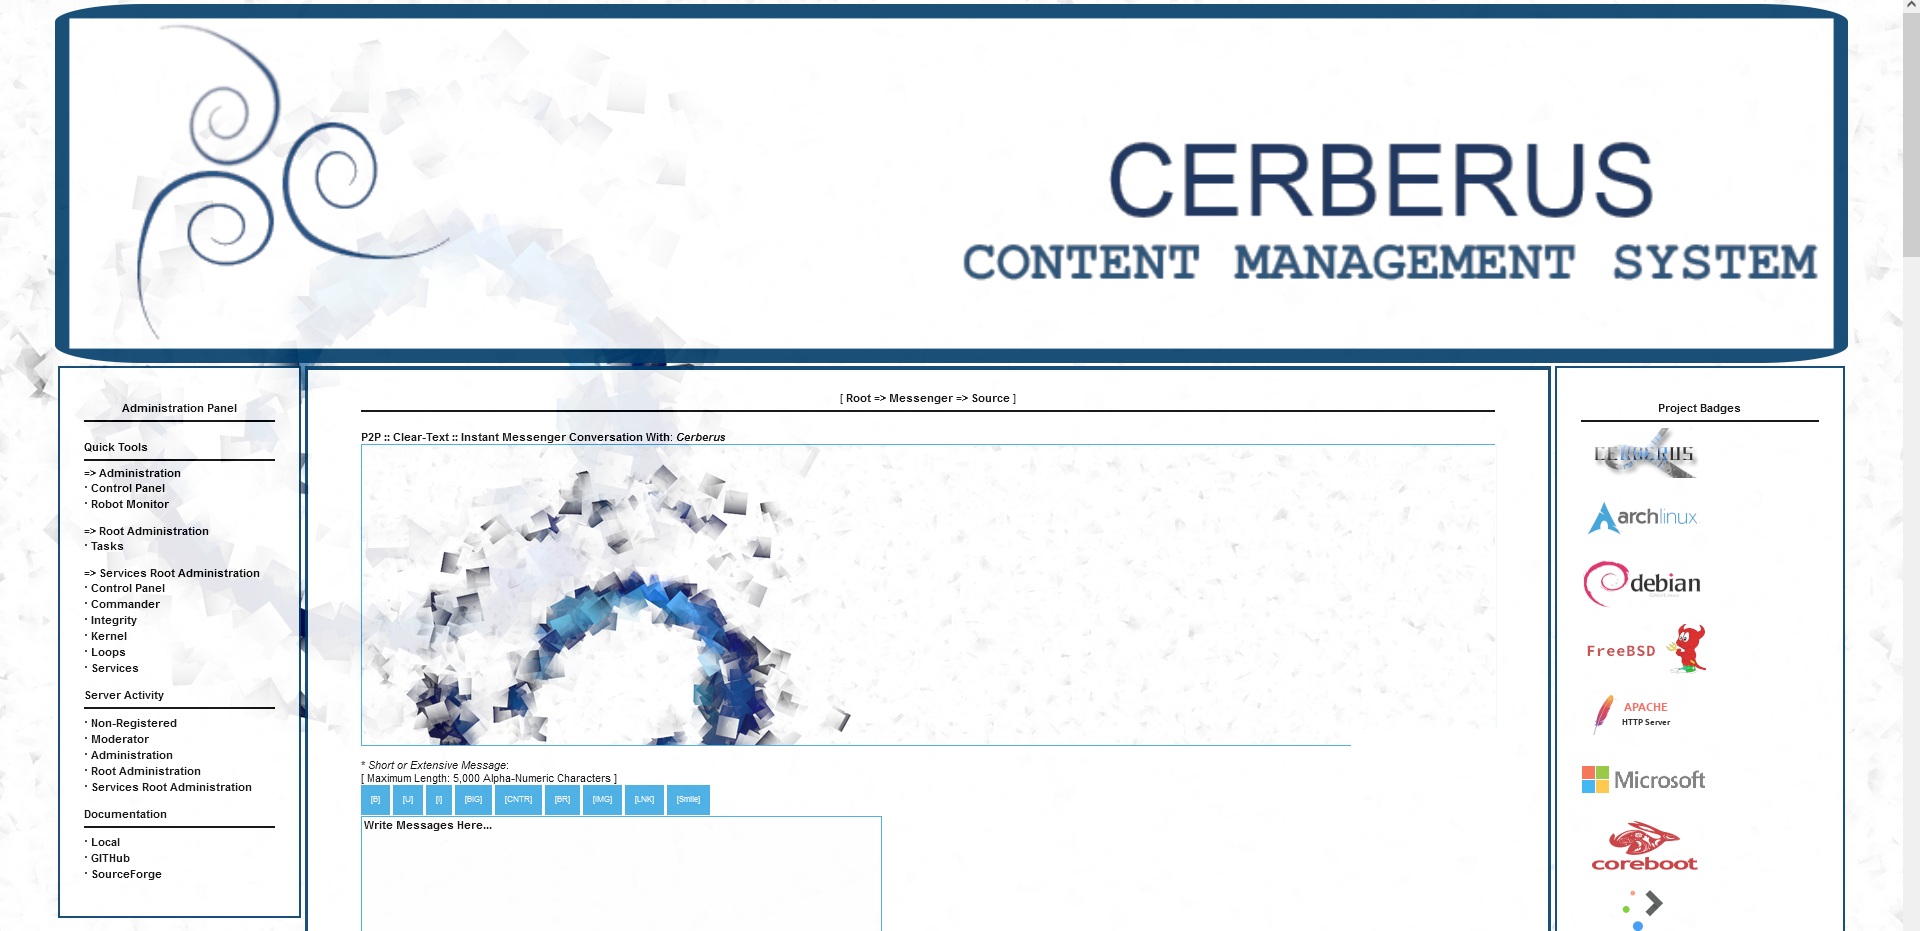 CERBERUS
CONTENT MANAGEMENT SYSTEM
Administration Panel
Quick Tools
=> Administration
· Control Panel
· Robot Monitor
=> Root Administration
· Tasks
=> Services Root Administration
· Control Panel
· Commander
· Integrity
· Kernel
· Loops
· Services
Server Activity
· Non-Registered
· Moderator
· Administration
· Root Administration
· Services Root Administration
Documentation
· Local
· GITHub
· SourceForge
[ Root => Messenger => Source ]
P2P :: Clear-Text :: Instant Messenger Conversation With: Cerberus
* Short or Extensive Message:
[ Maximum Length: 5,000 Alpha-Numeric Characters ]
[B] [U] [I] [BIG] [CNTR] [BR] [IMG] [LNK] [Smile]
Write Messages Here...
Project Badges
CERBERUS
archlinux
debian
FreeBSD
APACHE
HTTP Server
Microsoft
coreboot